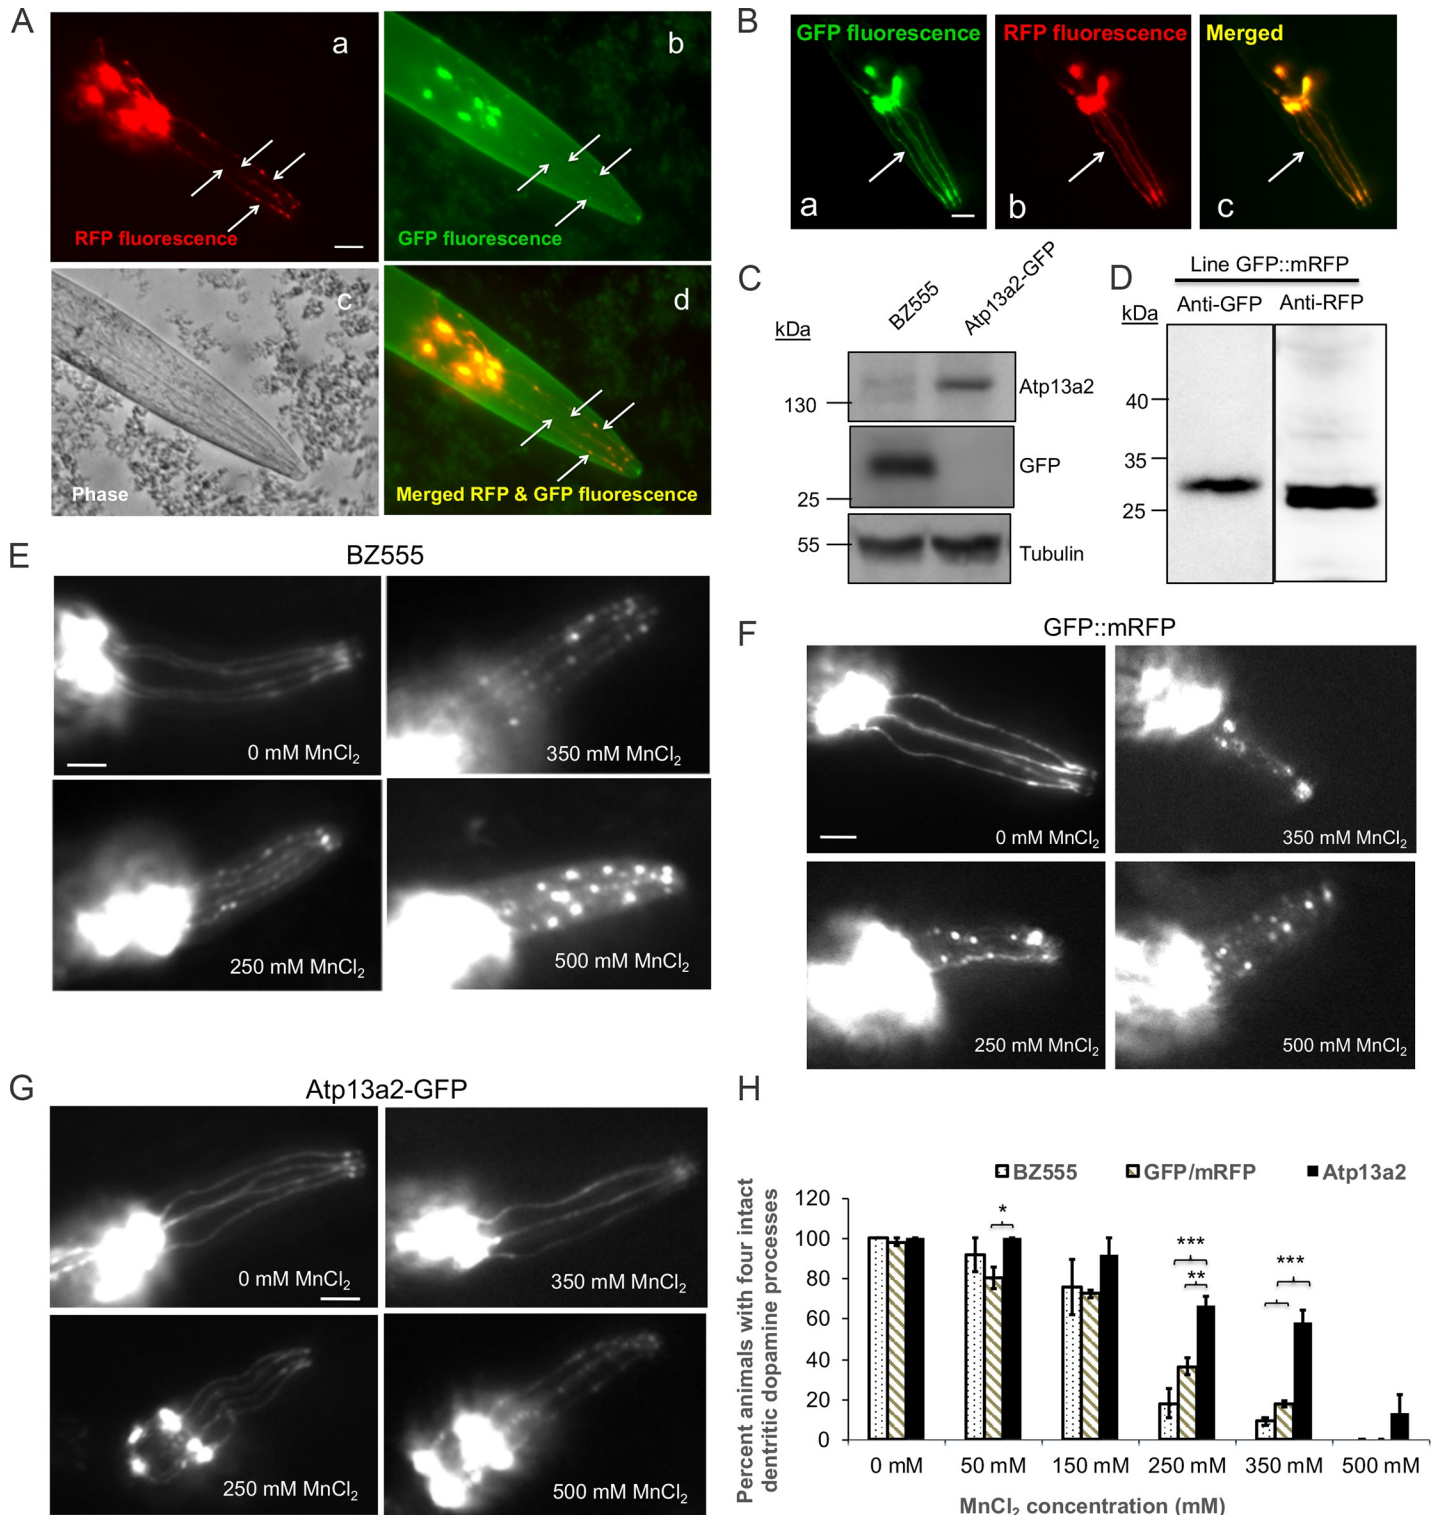 A
a
RFP fluorescence
b
GFP fluorescence
c
Phase
d
Merged RFP & GFP fluorescence
B
GFP fluorescence
a
RFP fluorescence
b
Merged
c
C
BZ555
Atp13a2-GFP
kDa
Atp13a2
130
GFP
25
55
Tubulin
D
Line GFP::mRFP
Anti-GFP
Anti-RFP
kDa
40
35
25
E
BZ555
0 mM MnCl₂
350 mM MnCl₂
250 mM MnCl₂
500 mM MnCl₂
F
GFP::mRFP
0 mM MnCl₂
350 mM MnCl₂
250 mM MnCl₂
500 mM MnCl₂
G
Atp13a2-GFP
0 mM MnCl₂
350 mM MnCl₂
250 mM MnCl₂
500 mM MnCl₂
H
BZ555 GFP/mRFP Atp13a2
Percent animals with four intact
dentritic dopamine processes
120
100
80
60
40
20
0
*
***
**
***
0 mM 50 mM 150 mM 250 mM 350 mM 500 mM
MnCl₂ concentration (mM)